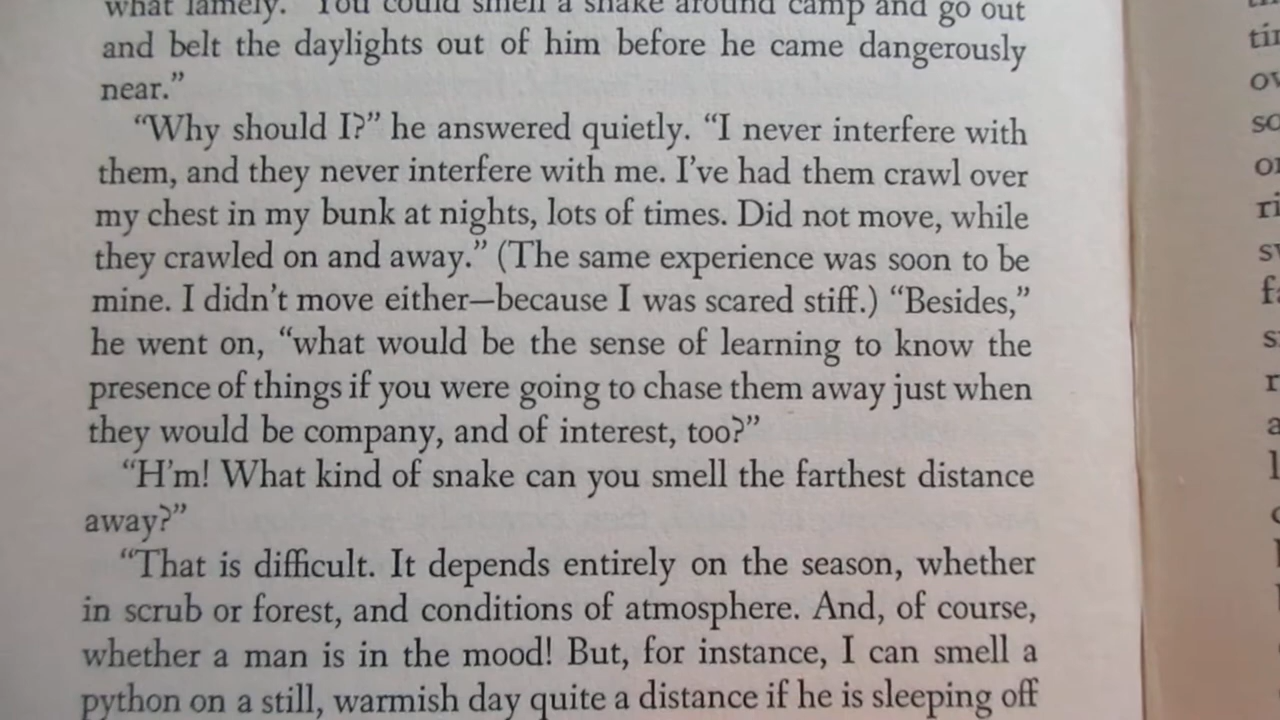 what lamely. "You could smell a snake around camp and go out
and belt the daylights out of him before he came dangerously
near."
"Why should I?" he answered quietly. "I never interfere with
them, and they never interfere with me. I've had them crawl over
my chest in my bunk at nights, lots of times. Did not move, while
they crawled on and away." (The same experience was soon to be
mine. I didn't move either—because I was scared stiff.) "Besides,"
he went on, "what would be the sense of learning to know the
presence of things if you were going to chase them away just when
they would be company, and of interest, too?"
"H'm! What kind of snake can you smell the farthest distance
away?"
"That is difficult. It depends entirely on the season, whether
in scrub or forest, and conditions of atmosphere. And, of course,
whether a man is in the mood! But, for instance, I can smell a
python on a still, warmish day quite a distance if he is sleeping off